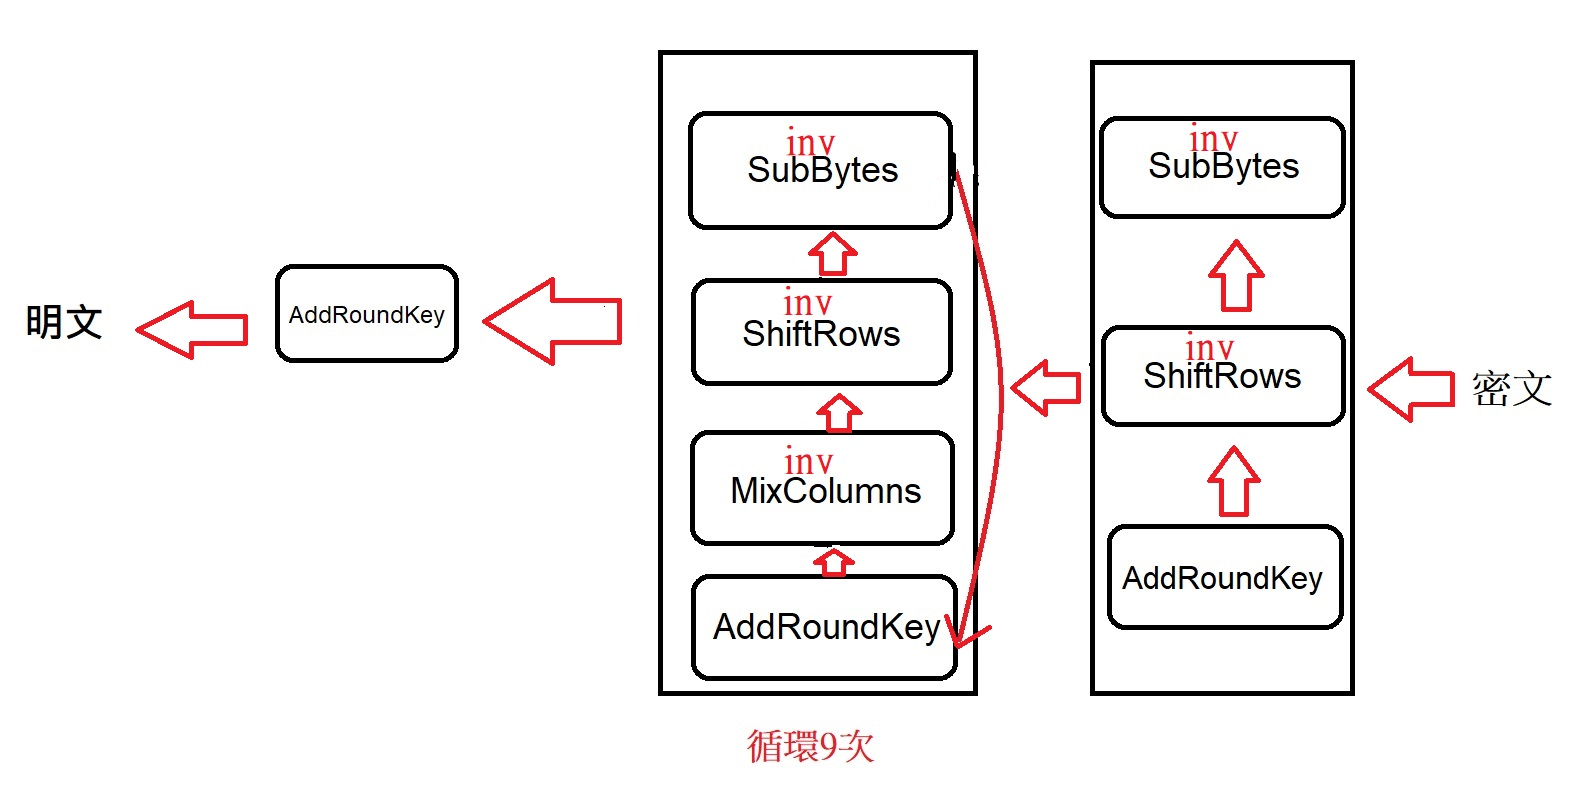 明文
AddRoundKey
inv
SubBytes
inv
ShiftRows
inv
MixColumns
AddRoundKey
循環9次
inv
SubBytes
inv
ShiftRows
AddRoundKey
密文